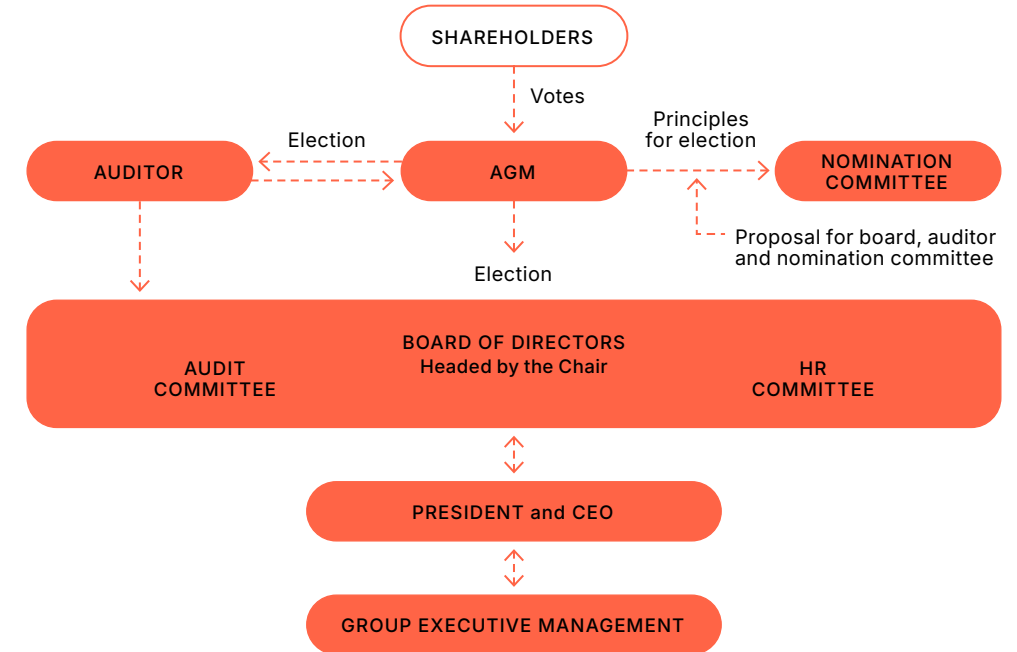 SHAREHOLDERS
Votes
Principles
for election
Election
AUDITOR
AGM
NOMINATION
COMMITTEE
Proposal for board, auditor
and nomination committee
Election
BOARD OF DIRECTORS
Headed by the Chair
AUDIT
COMMITTEE
HR
COMMITTEE
PRESIDENT and CEO
GROUP EXECUTIVE MANAGEMENT